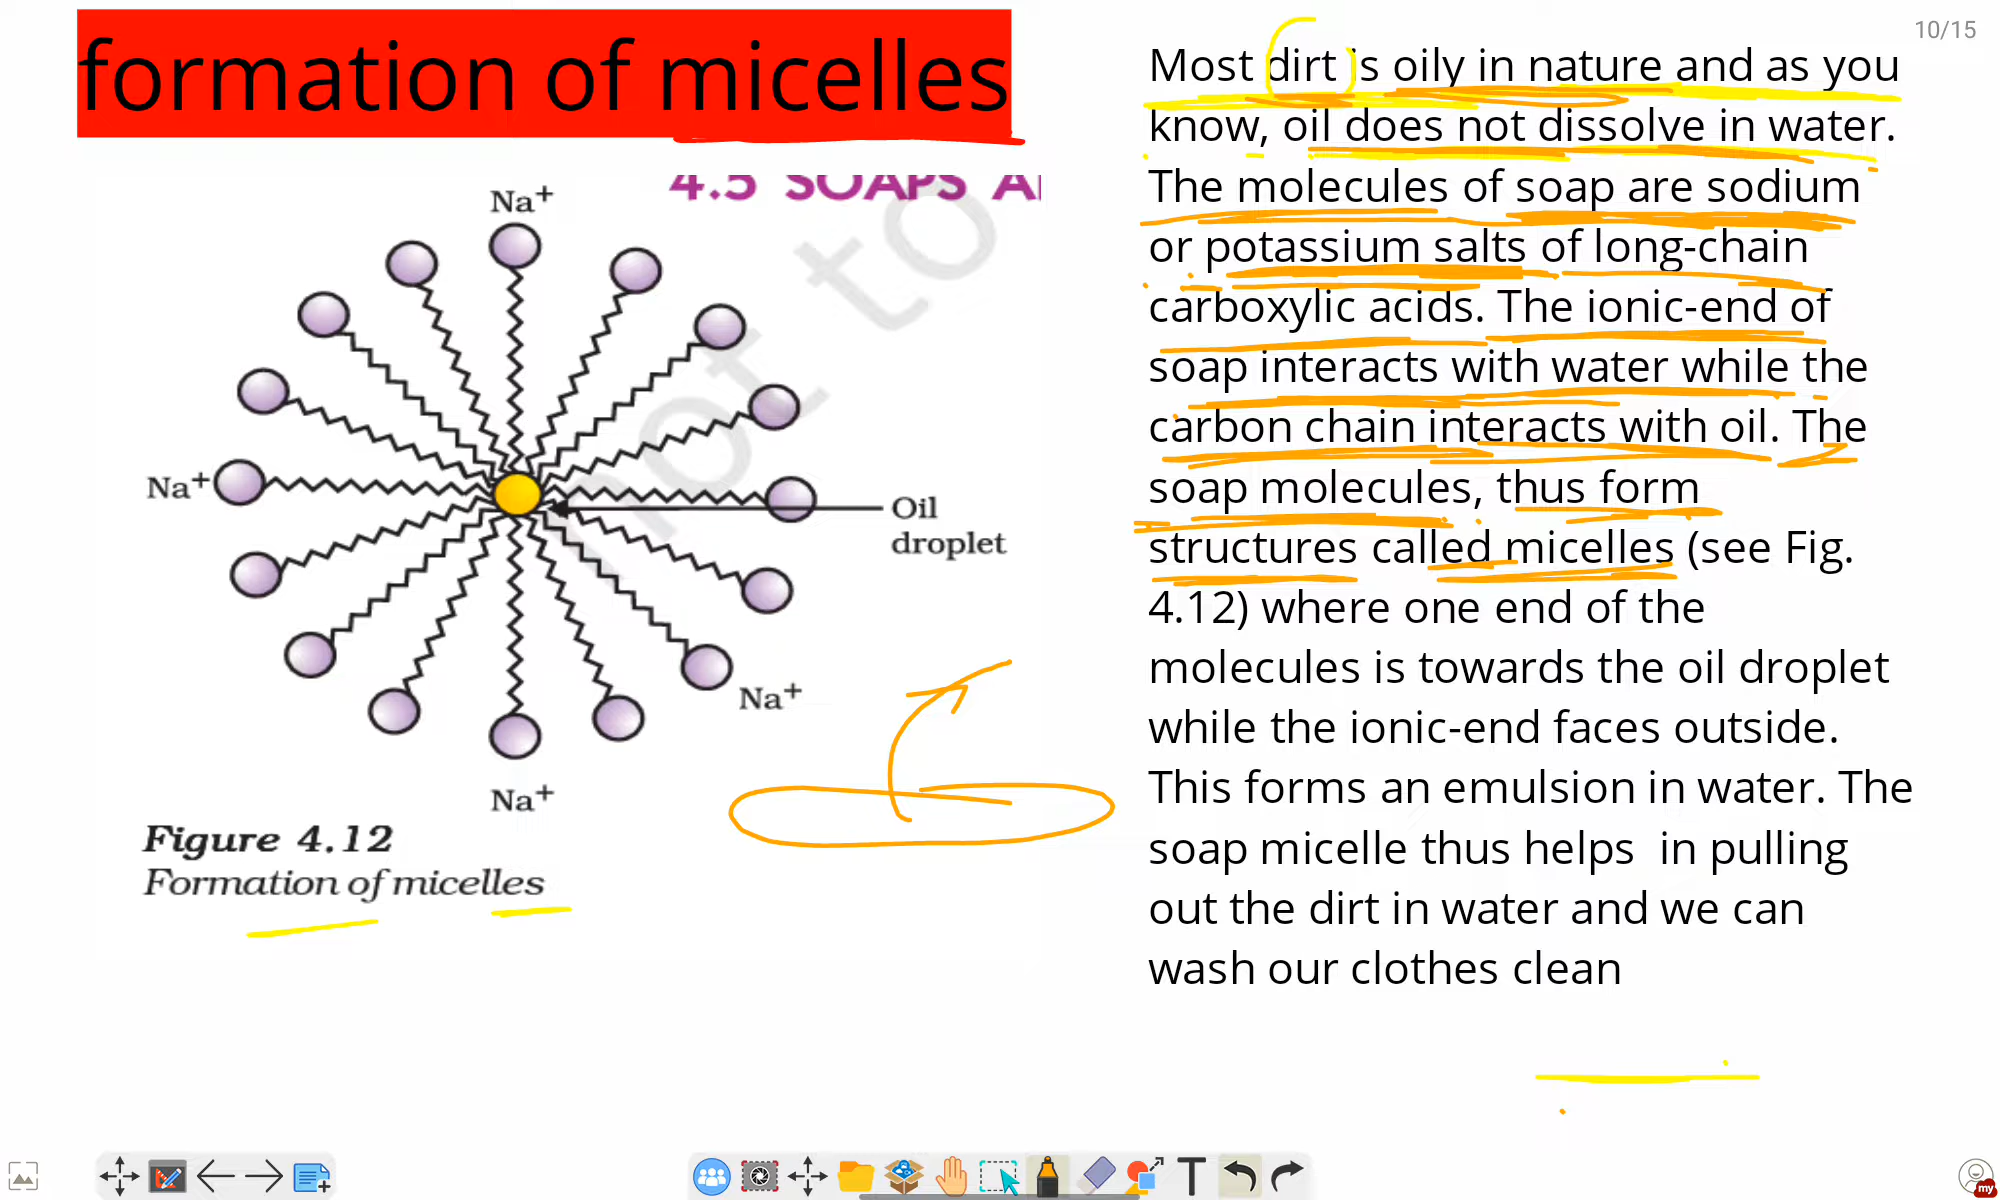 formation of micelles
10/15
4.5 SOAPS A
not to
Na+
Na+
Oil
droplet
Na+
Na+
Figure 4.12
Formation of micelles
Most dirt is oily in nature and as you
know, oil does not dissolve in water.
The molecules of soap are sodium
or potassium salts of long-chain
carboxylic acids. The ionic-end of
soap interacts with water while the
carbon chain interacts with oil. The
soap molecules, thus form
structures called micelles (see Fig.
4.12) where one end of the
molecules is towards the oil droplet
while the ionic-end faces outside.
This forms an emulsion in water. The
soap micelle thus helps  in pulling
out the dirt in water and we can
wash our clothes clean
T
my